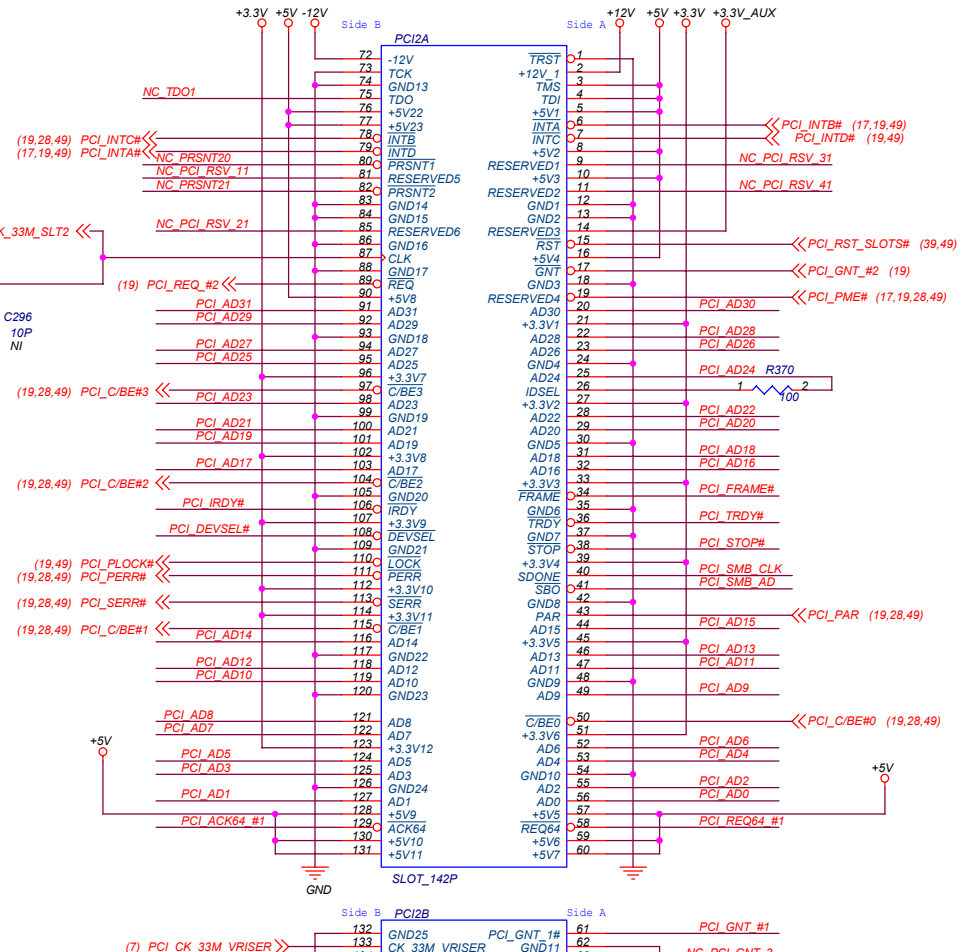 +3.3V +5V -12V +12V +5V +3.3V +3.3V_AUX
Side B Side A
PCI2A
72 -12V TRST 1
73 TCK +12V_1 2
74 GND13 TMS 3
NC_TDO1 75 TDO TDI 4
76 +5V22 +5V1 5
77 +5V23 INTA 6 PCI_INTB# (17,19,49)
(19,28,49) PCI_INTC# 78 INTB INTC 7 PCI_INTD# (19,49)
(17,19,49) PCI_INTA# 79 INTD +5V2 8
NC_PRSNT20 80 PRSNT1 RESERVED1 9 NC_PCI_RSV_31
NC_PCI_RSV_11 81 RESERVED5 +5V3 10
NC_PRSNT21 82 PRSNT2 RESERVED2 11 NC_PCI_RSV_41
83 GND14 GND1 12
84 GND15 GND2 13
NC_PCI_RSV_21 85 RESERVED6 RESERVED3 14
K_33M_SLT2 86 GND16 RST 15 PCI_RST_SLOTS# (39,49)
87 CLK +5V4 16
88 GND17 GNT 17 PCI_GNT_#2 (19)
(19) PCI_REQ_#2 89 REQ GND3 18
90 +5V8 RESERVED4 19 PCI_PME# (17,19,28,49)
PCI_AD31 91 AD31 AD30 20 PCI_AD30
C296 PCI_AD29 92 AD29 +3.3V1 21
10P 93 GND18 AD28 22 PCI_AD28
NI PCI_AD27 94 AD27 AD26 23 PCI_AD26
PCI_AD25 95 AD25 GND4 24
96 +3.3V7 AD24 25 PCI_AD24 R370
(19,28,49) PCI_C/BE#3 97 C/BE3 IDSEL 26 1 2 100
PCI_AD23 98 AD23 +3.3V2 27
99 GND19 AD22 28 PCI_AD22
PCI_AD21 100 AD21 AD20 29 PCI_AD20
PCI_AD19 101 AD19 GND5 30
102 +3.3V8 AD18 31 PCI_AD18
PCI_AD17 103 AD17 AD16 32 PCI_AD16
(19,28,49) PCI_C/BE#2 104 C/BE2 +3.3V3 33
105 GND20 FRAME 34 PCI_FRAME#
PCI_IRDY# 106 IRDY GND6 35
107 +3.3V9 TRDY 36 PCI_TRDY#
PCI_DEVSEL# 108 DEVSEL GND7 37
109 GND21 STOP 38 PCI_STOP#
(19,49) PCI_PLOCK# 110 LOCK +3.3V4 39
(19,28,49) PCI_PERR# 111 PERR SDONE 40 PCI_SMB_CLK
112 +3.3V10 SBO 41 PCI_SMB_AD
(19,28,49) PCI_SERR# 113 SERR GND8 42
114 +3.3V11 PAR 43 PCI_PAR (19,28,49)
(19,28,49) PCI_C/BE#1 115 C/BE1 AD15 44 PCI_AD15
PCI_AD14 116 AD14 +3.3V5 45
117 GND22 AD13 46 PCI_AD13
PCI_AD12 118 AD12 AD11 47 PCI_AD11
PCI_AD10 119 AD10 GND9 48
120 GND23 AD9 49 PCI_AD9
PCI_AD8 121 AD8 C/BE0 50 PCI_C/BE#0 (19,28,49)
PCI_AD7 122 AD7 +3.3V6 51
+5V 123 +3.3V12 AD6 52 PCI_AD6
PCI_AD5 124 AD5 AD4 53 PCI_AD4
PCI_AD3 125 AD3 GND10 54 +5V
126 GND24 AD2 55 PCI_AD2
PCI_AD1 127 AD1 AD0 56 PCI_AD0
128 +5V9 +5V5 57
PCI_ACK64_#1 129 ACK64 REQ64 58 PCI_REQ64_#1
130 +5V10 +5V6 59
131 +5V11 +5V7 60
GND SLOT_142P
Side B PCI2B Side A
132 GND25 PCI_GNT_1# 61 PCI_GNT_#1
(7) PCI_CK_33M_VRISER 133 CK_33M_VRISER GND11 62